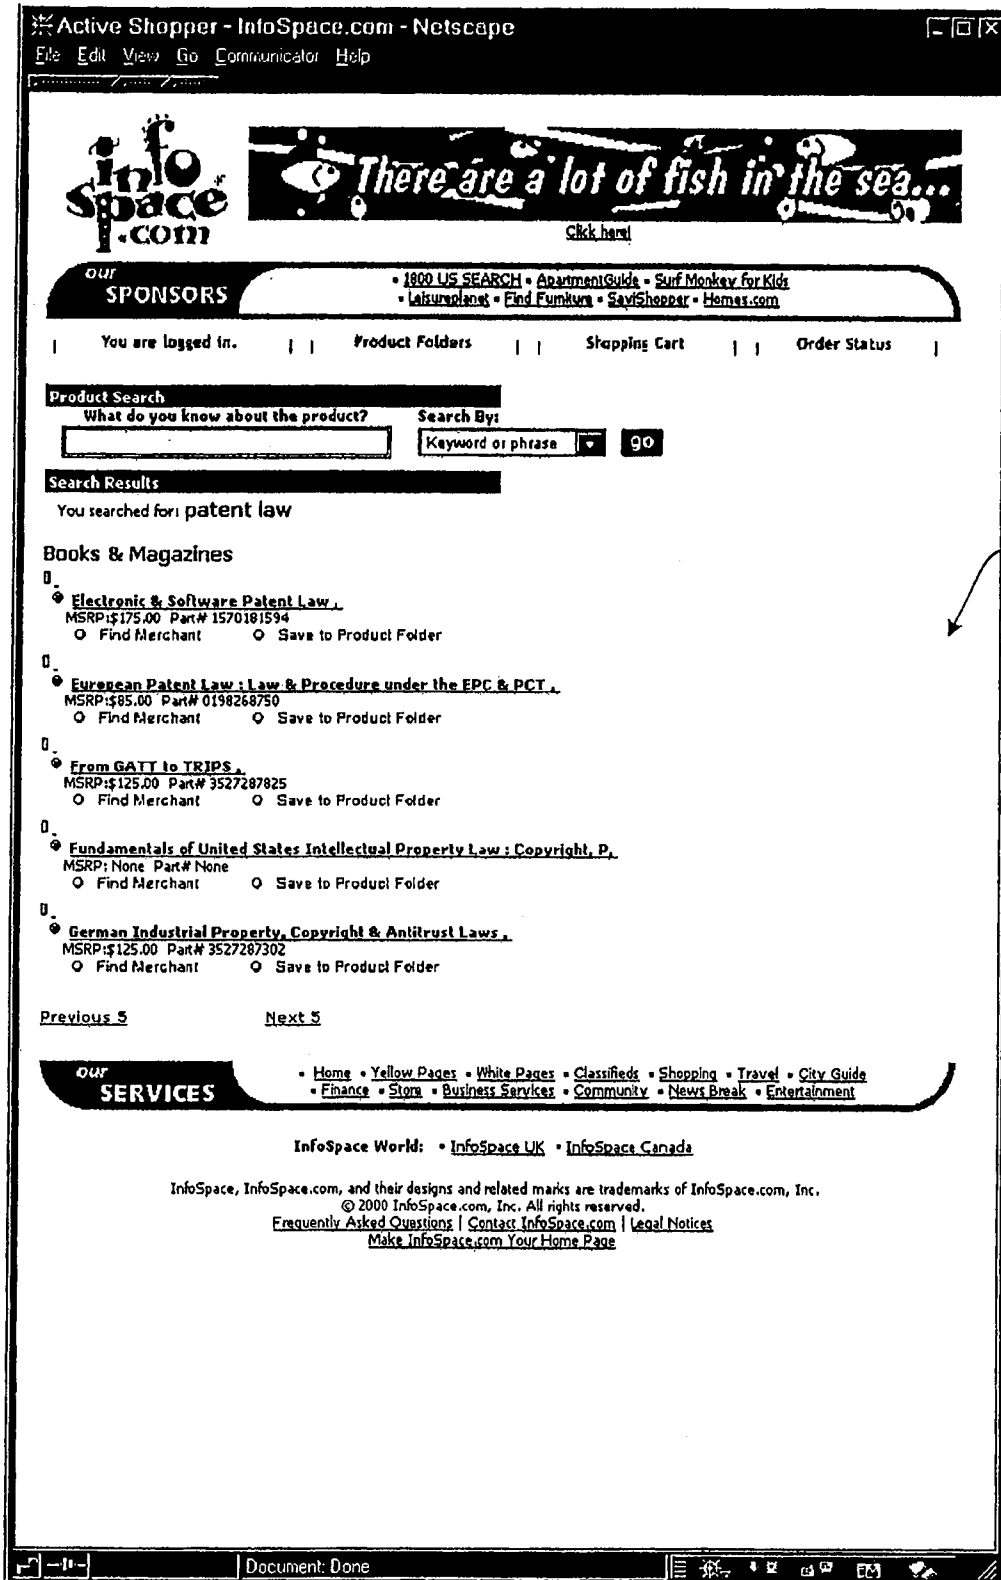 Active Shopper - InfoSpace.com - Netscape
File Edit View Go Communicator Help
info
Space
.com
There are a lot of fish in the sea...
Click here!
our
SPONSORS
• 1800 US SEARCH • ApartmentGuide • Surf Monkey for Kids
• Leisureplanet • Find Furniture • SaviShopper • Homes.com
| You are logged in. | | Product Folders | | Shopping Cart | | Order Status |
Product Search
What do you know about the product? Search By:
Keyword or phrase go
Search Results
You searched for: patent law
Books & Magazines
Electronic & Software Patent Law ,
MSRP:$175.00 Part# 1570181594
Find Merchant Save to Product Folder
European Patent Law : Law & Procedure under the EPC & PCT ,
MSRP:$85.00 Part# 0198268750
Find Merchant Save to Product Folder
From GATT to TRIPS ,
MSRP:$125.00 Part# 3527287825
Find Merchant Save to Product Folder
Fundamentals of United States Intellectual Property Law : Copyright, P,
MSRP: None Part# None
Find Merchant Save to Product Folder
German Industrial Property, Copyright & Antitrust Laws ,
MSRP:$125.00 Part# 3527287302
Find Merchant Save to Product Folder
Previous 5 Next 5
our
SERVICES
• Home • Yellow Pages • White Pages • Classifieds • Shopping • Travel • City Guide
• Finance • Store • Business Services • Community • News Break • Entertainment
InfoSpace World: • InfoSpace UK • InfoSpace Canada
InfoSpace, InfoSpace.com, and their designs and related marks are trademarks of InfoSpace.com, Inc.
© 2000 InfoSpace.com, Inc. All rights reserved.
Frequently Asked Questions | Contact InfoSpace.com | Legal Notices
Make InfoSpace.com Your Home Page
Document: Done